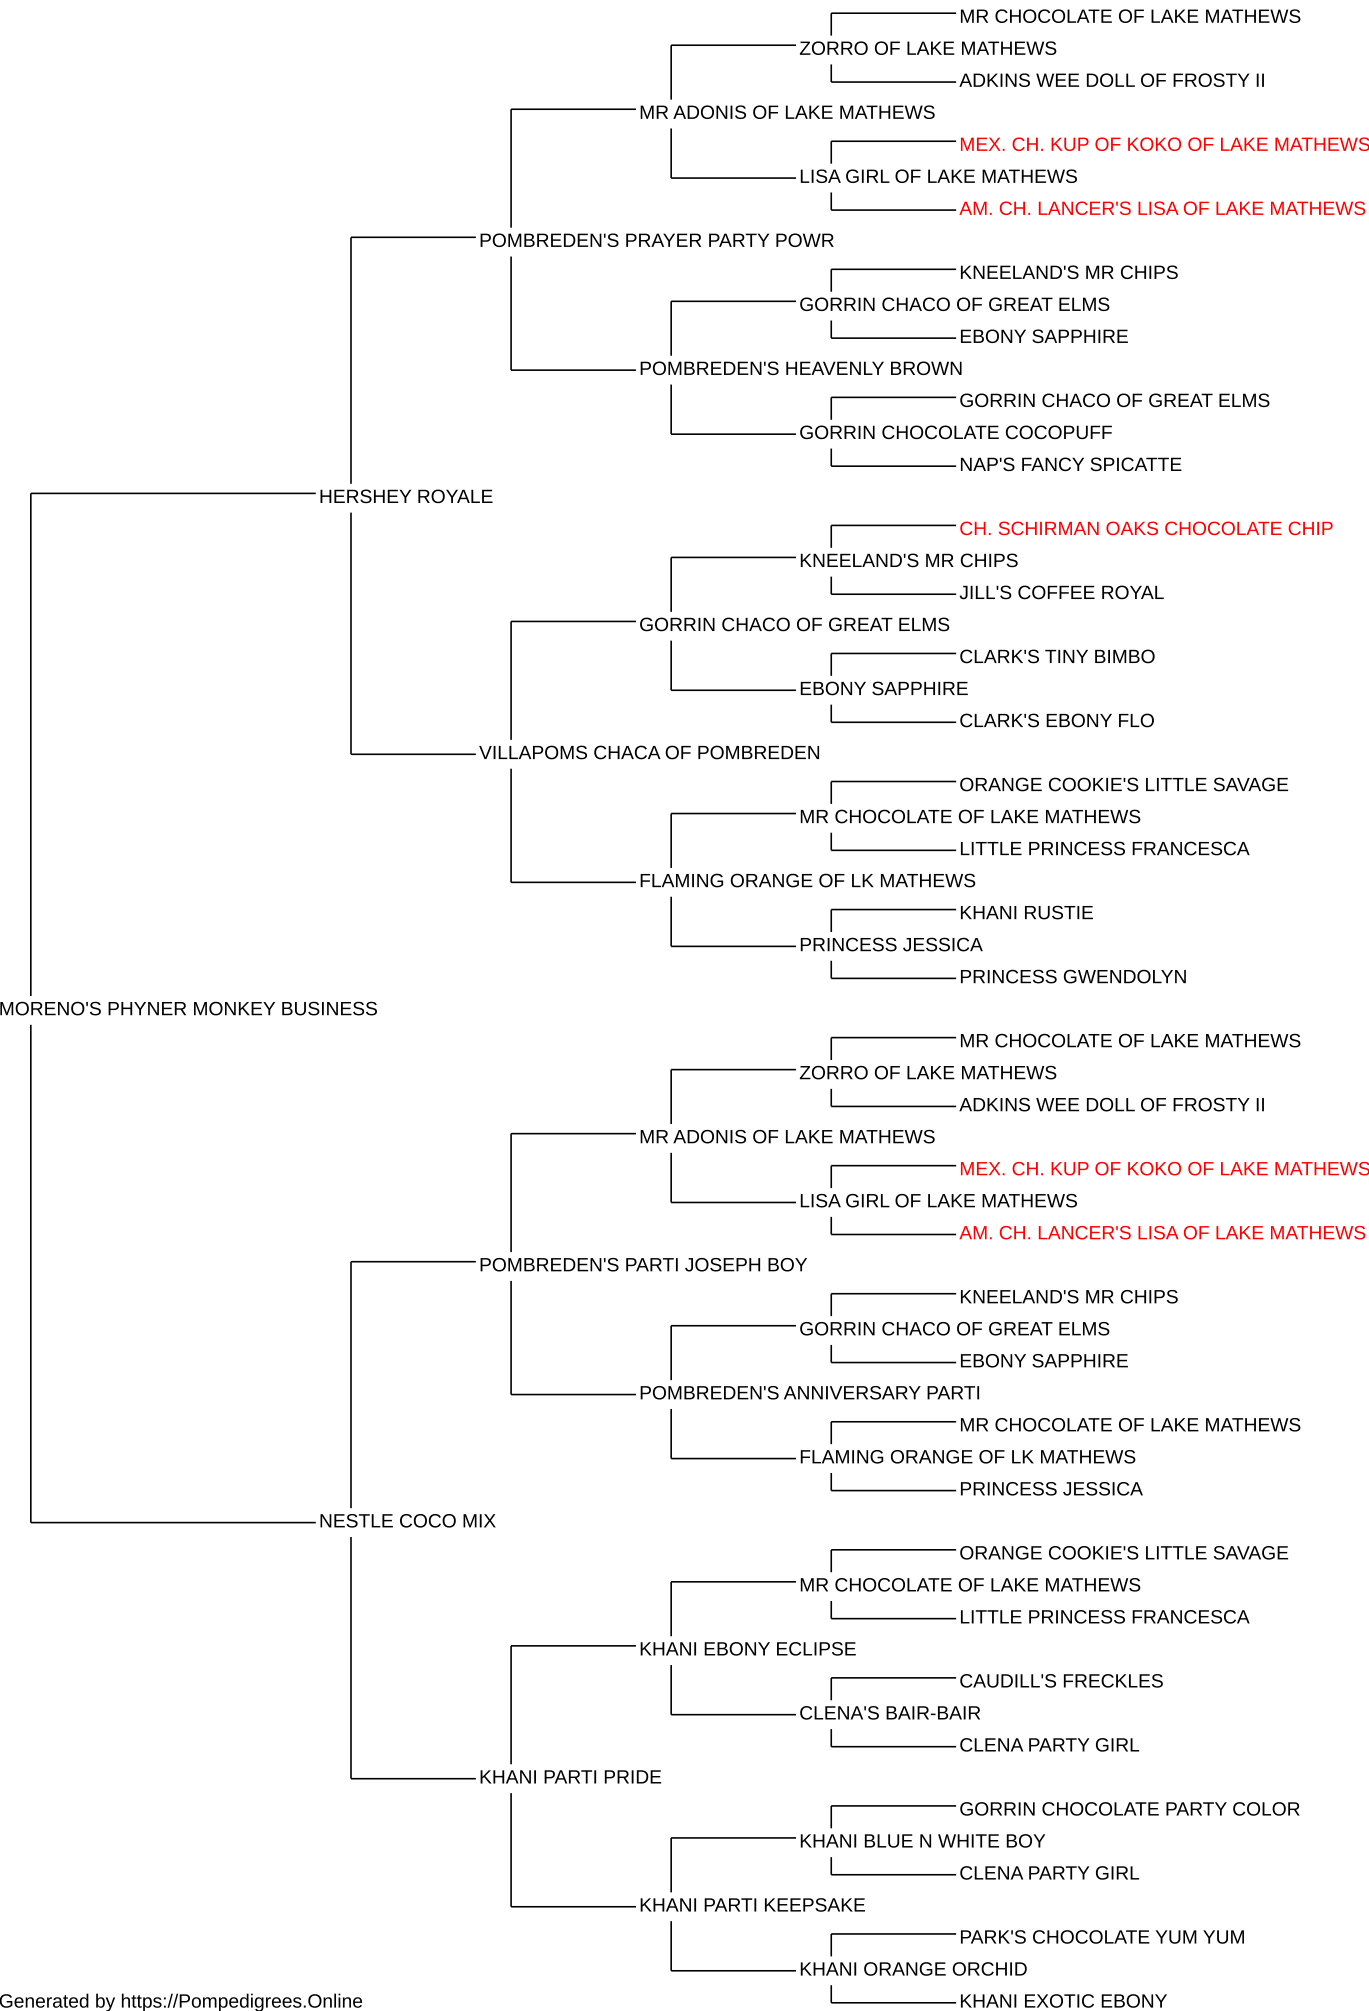 MR CHOCOLATE OF LAKE MATHEWS
ZORRO OF LAKE MATHEWS
ADKINS WEE DOLL OF FROSTY II
MR ADONIS OF LAKE MATHEWS
MEX. CH. KUP OF KOKO OF LAKE MATHEWS
LISA GIRL OF LAKE MATHEWS
AM. CH. LANCER'S LISA OF LAKE MATHEWS
POMBREDEN'S PRAYER PARTY POWR
KNEELAND'S MR CHIPS
GORRIN CHACO OF GREAT ELMS
EBONY SAPPHIRE
POMBREDEN'S HEAVENLY BROWN
GORRIN CHACO OF GREAT ELMS
GORRIN CHOCOLATE COCOPUFF
NAP'S FANCY SPICATTE
HERSHEY ROYALE
CH. SCHIRMAN OAKS CHOCOLATE CHIP
KNEELAND'S MR CHIPS
JILL'S COFFEE ROYAL
GORRIN CHACO OF GREAT ELMS
CLARK'S TINY BIMBO
EBONY SAPPHIRE
CLARK'S EBONY FLO
VILLAPOMS CHACA OF POMBREDEN
ORANGE COOKIE'S LITTLE SAVAGE
MR CHOCOLATE OF LAKE MATHEWS
LITTLE PRINCESS FRANCESCA
FLAMING ORANGE OF LK MATHEWS
KHANI RUSTIE
PRINCESS JESSICA
PRINCESS GWENDOLYN
MORENO'S PHYNER MONKEY BUSINESS
MR CHOCOLATE OF LAKE MATHEWS
ZORRO OF LAKE MATHEWS
ADKINS WEE DOLL OF FROSTY II
MR ADONIS OF LAKE MATHEWS
MEX. CH. KUP OF KOKO OF LAKE MATHEWS
LISA GIRL OF LAKE MATHEWS
AM. CH. LANCER'S LISA OF LAKE MATHEWS
POMBREDEN'S PARTI JOSEPH BOY
KNEELAND'S MR CHIPS
GORRIN CHACO OF GREAT ELMS
EBONY SAPPHIRE
POMBREDEN'S ANNIVERSARY PARTI
MR CHOCOLATE OF LAKE MATHEWS
FLAMING ORANGE OF LK MATHEWS
PRINCESS JESSICA
NESTLE COCO MIX
ORANGE COOKIE'S LITTLE SAVAGE
MR CHOCOLATE OF LAKE MATHEWS
LITTLE PRINCESS FRANCESCA
KHANI EBONY ECLIPSE
CAUDILL'S FRECKLES
CLENA'S BAIR-BAIR
CLENA PARTY GIRL
KHANI PARTI PRIDE
GORRIN CHOCOLATE PARTY COLOR
KHANI BLUE N WHITE BOY
CLENA PARTY GIRL
KHANI PARTI KEEPSAKE
PARK'S CHOCOLATE YUM YUM
KHANI ORANGE ORCHID
KHANI EXOTIC EBONY
Generated by https://Pompedigrees.Online